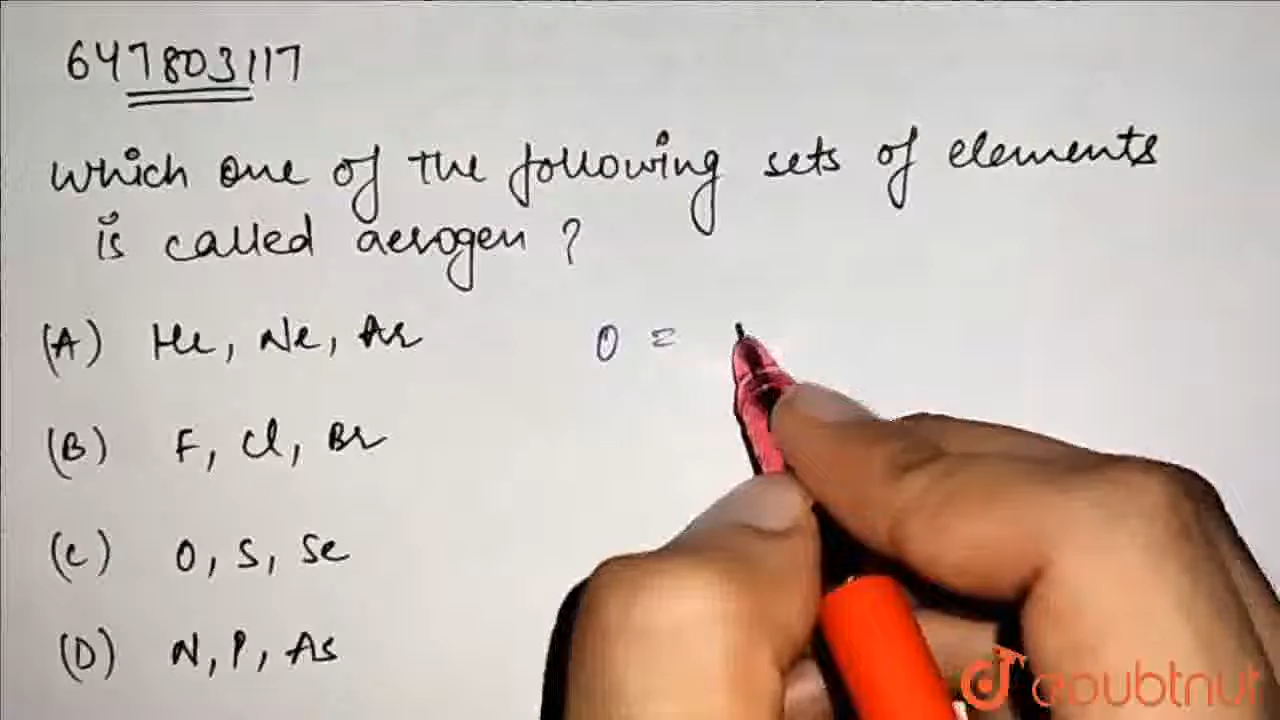 647803117
Which one of the following sets of elements
is called aerogen ?
(A) He, Ne, Ar
O =
(B) F, Cl, Br
(C) O, S, Se
(D) N, P, As
doubtnut